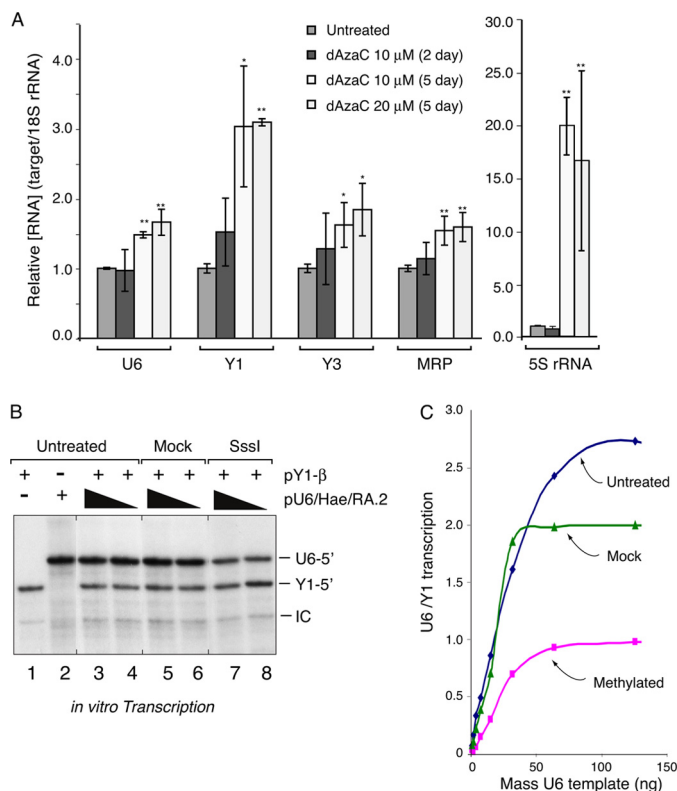 A
Relative [RNA] (target/18S rRNA)
4.0
3.0
2.0
1.0
0.0
Untreated
dAzaC 10 µM (2 day)
dAzaC 10 µM (5 day)
dAzaC 20 µM (5 day)
** ** * ** * * ** **
U6 Y1 Y3 MRP
30.0
25.0
20.0
15.0
10.0
5.0
0.0
** **
5S rRNA
B
Untreated Mock SssI
+ - + + + + + + pY1-β
- + pU6/Hae/RA.2
U6-5'
Y1-5'
IC
1 2 3 4 5 6 7 8
in vitro Transcription
C
U6 /Y1 transcription
3.0
2.5
2.0
1.5
1.0
0.5
0
Untreated
Mock
Methylated
0 50 100 150
Mass U6 template (ng)